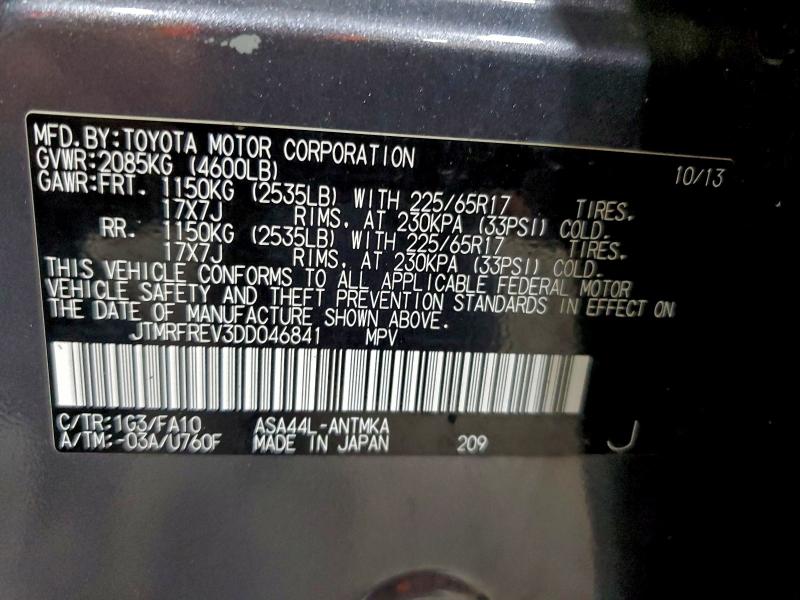 MFD.BY:TOYOTA MOTOR CORPORATION 10/13
GVWR:2085KG (4600LB)
GAWR:FRT. 1150KG (2535LB) WITH 225/65R17 TIRES.
17X7J RIMS. AT 230KPA (33PSI) COLD.
RR. 1150KG (2535LB) WITH 225/65R17 TIRES.
17X7J RIMS. AT 230KPA (33PSI) COLD.
THIS VEHICLE CONFORMS TO ALL APPLICABLE FEDERAL MOTOR
VEHICLE SAFETY AND THEFT PREVENTION STANDARDS IN EFFECT ON
THE DATE OF MANUFACTURE SHOWN ABOVE.
JTMRFREV3DD046841 MPV
C/TR:1G3/FA10 ASA44L-ANTMKA
A/TM:-03A/U760F MADE IN JAPAN 209 J